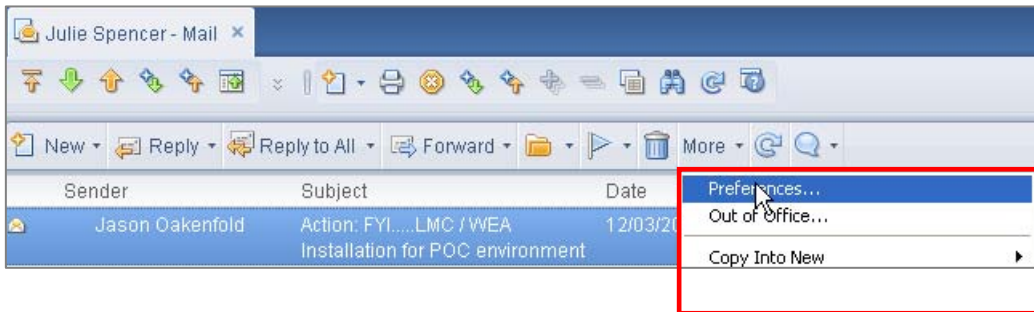 Julie Spencer - Mail ×
New Reply Reply to All Forward More
Sender Subject Date
Preferences...
Jason Oakenfold Action: FYI.....LMC / WEA 12/03/20
Out of Office...
Installation for POC environment
Copy Into New